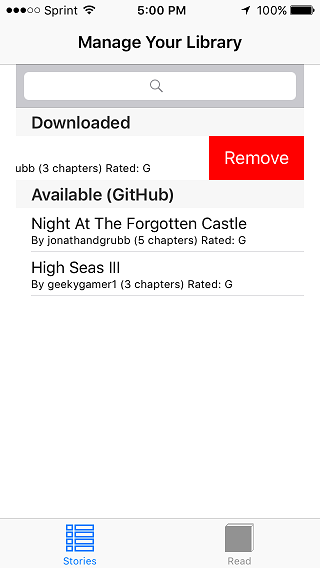 Sprint 5:00 PM 100%
Manage Your Library
Downloaded
ubb (3 chapters) Rated: G
Remove
Available (GitHub)
Night At The Forgotten Castle
By jonathandgrubb (5 chapters) Rated: G
High Seas III
By geekygamer1 (3 chapters) Rated: G
Stories Read